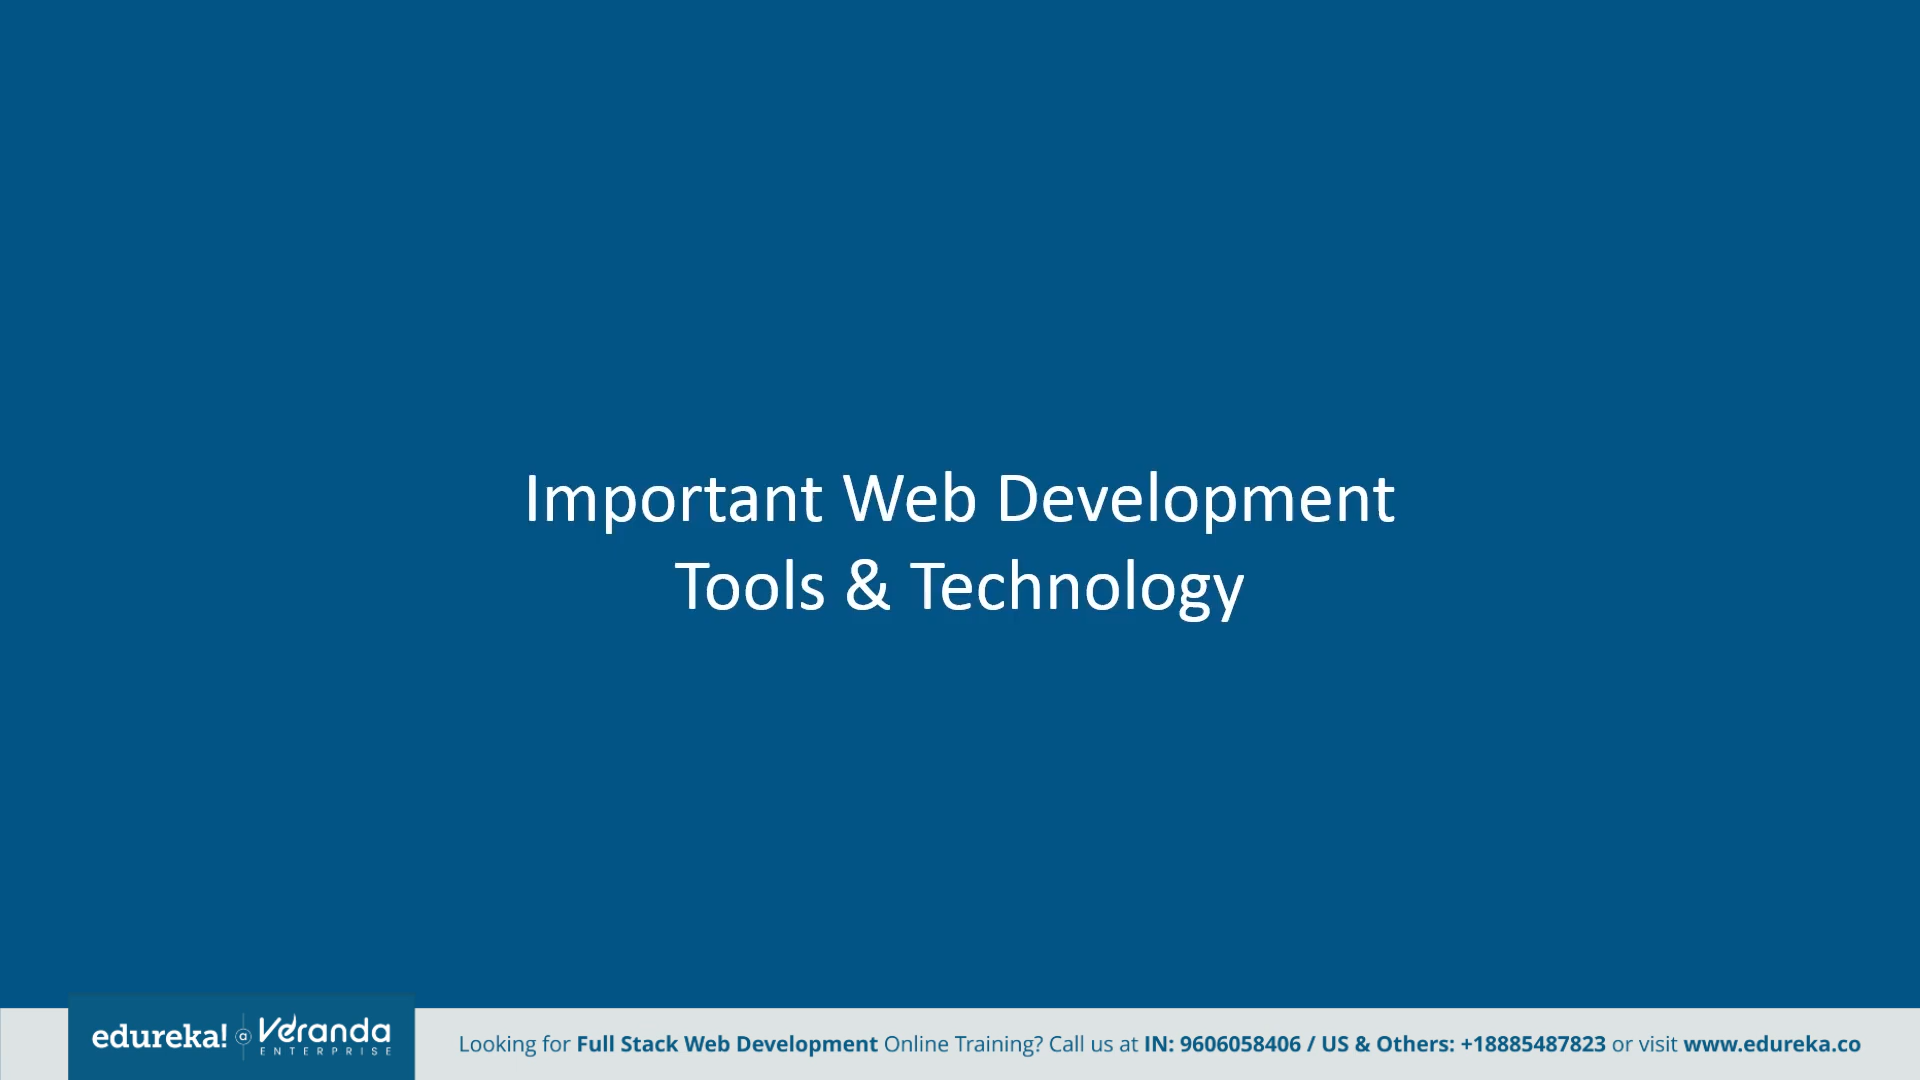 Important Web Development
Tools & Technology
edureka! a Veranda
ENTERPRISE
Looking for Full Stack Web Development Online Training? Call us at IN: 9606058406 / US & Others: +18885487823 or visit www.edureka.co